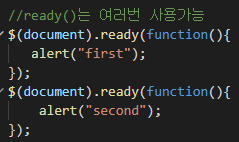 //ready()는 여러번 사용가능
$(document).ready(function(){
alert("first");
});
$(document).ready(function(){
alert("second");
});